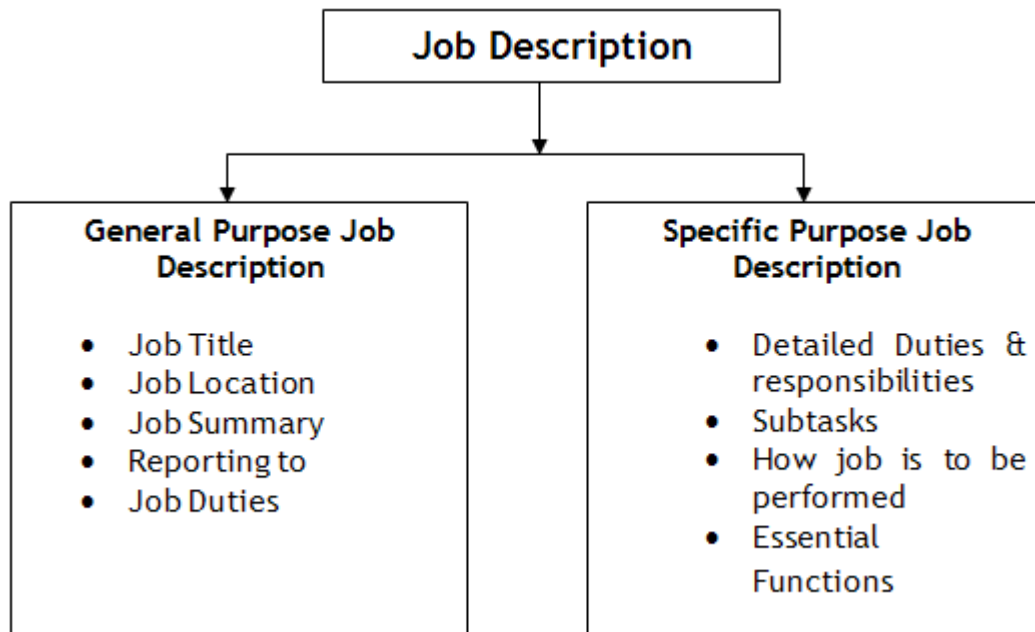 Job Description
General Purpose Job
Description
• Job Title
• Job Location
• Job Summary
• Reporting to
• Job Duties
Specific Purpose Job
Description
• Detailed Duties &
responsibilities
• Subtasks
• How job is to be
performed
• Essential
Functions